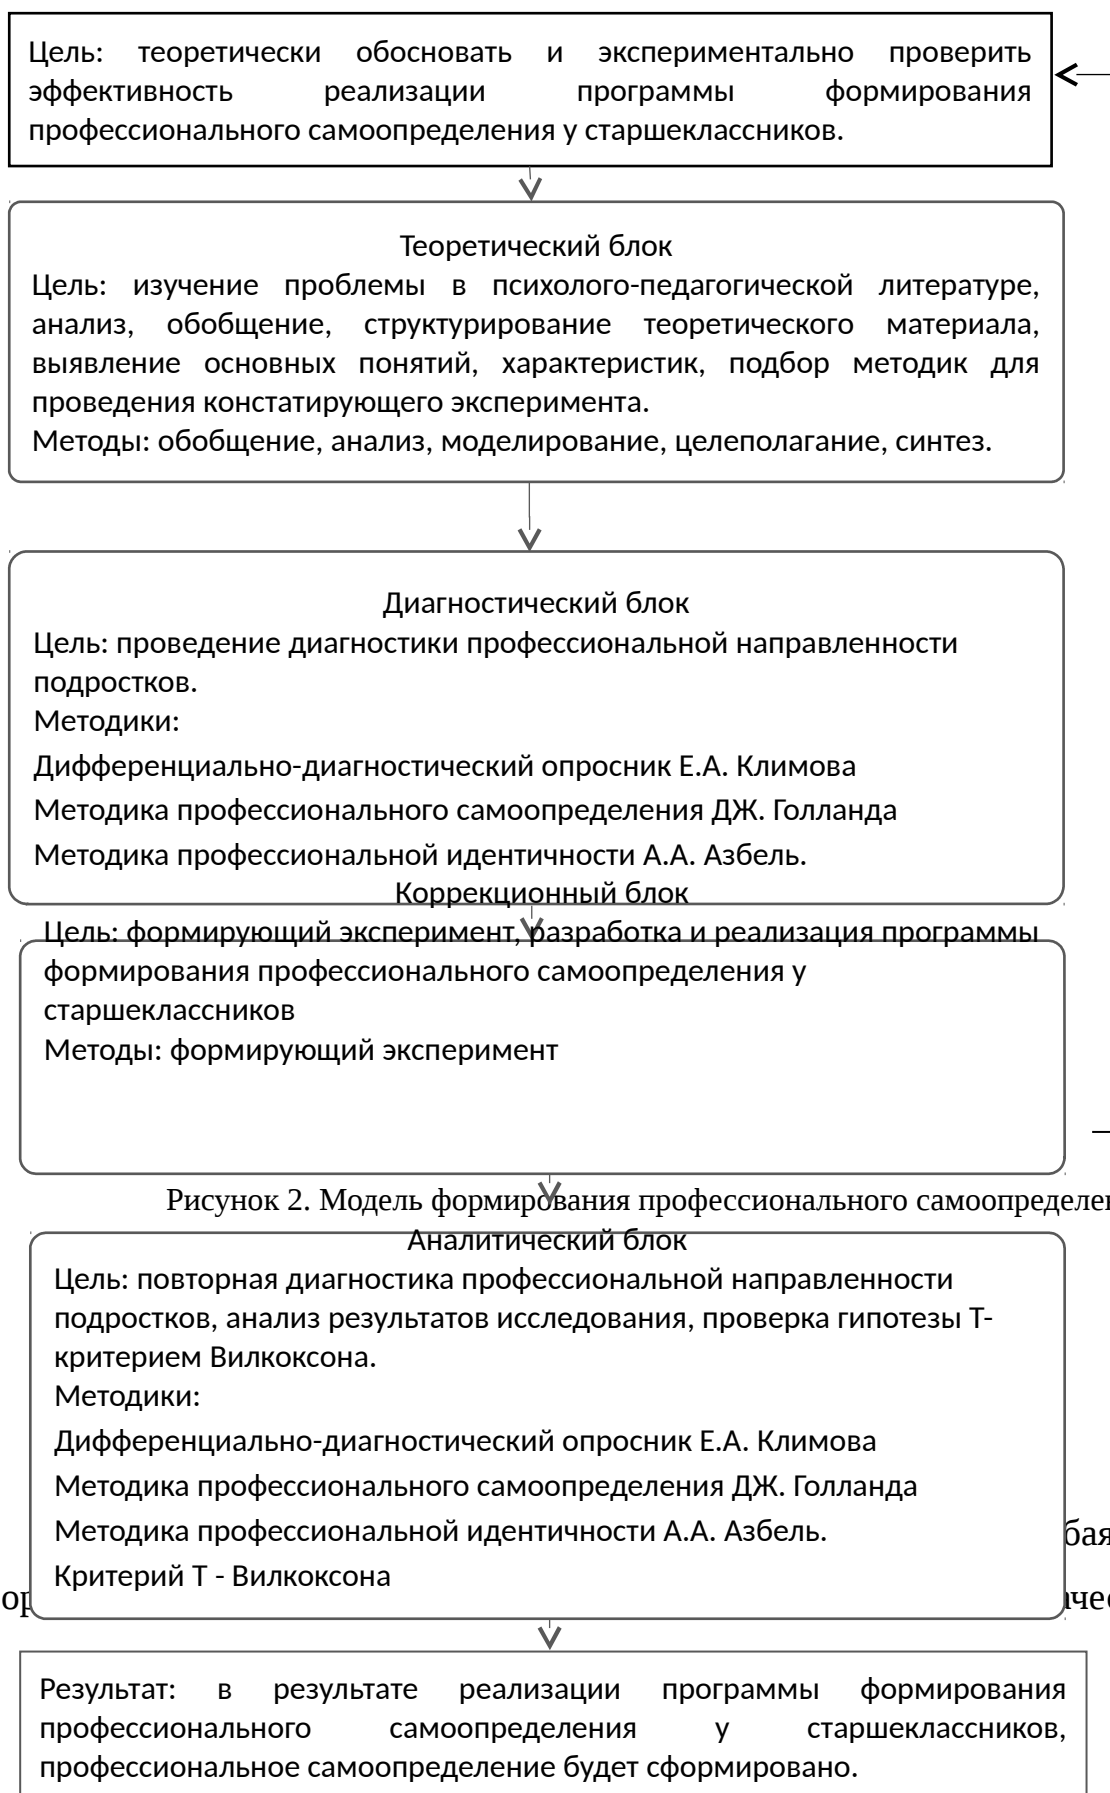 Цель: теоретически обосновать и экспериментально проверить
эффективность реализации программы формирования
профессионального самоопределения у старшеклассников.
Теоретический блок
Цель: изучение проблемы в психолого-педагогической литературе,
анализ, обобщение, структурирование теоретического материала,
выявление основных понятий, характеристик, подбор методик для
проведения констатирующего эксперимента.
Методы: обобщение, анализ, моделирование, целеполагание, синтез.
Диагностический блок
Цель: проведение диагностики профессиональной направленности
подростков.
Методики:
Дифференциально-диагностический опросник Е.А. Климова
Методика профессионального самоопределения ДЖ. Голланда
Методика профессиональной идентичности А.А. Азбель.
Коррекционный блок
Цель: формирующий эксперимент, разработка и реализация программы
формирования профессионального самоопределения у
старшеклассников
Методы: формирующий эксперимент
Рисунок 2. Модель формирования профессионального
Аналитический блок
Цель: повторная диагностика профессиональной направленности
подростков, анализ результатов исследования, проверка гипотезы Т-
критерием Вилкоксона.
Методики:
Дифференциально-диагностический опросник Е.А. Климова
Методика профессионального самоопределения ДЖ. Голланда
Методика профессиональной идентичности А.А. Азбель.
Критерий Т - Вилкоксона
Результат: в результате реализации программы формирования
профессионального самоопределения у старшеклассников,
профессиональное самоопределение будет сформировано.